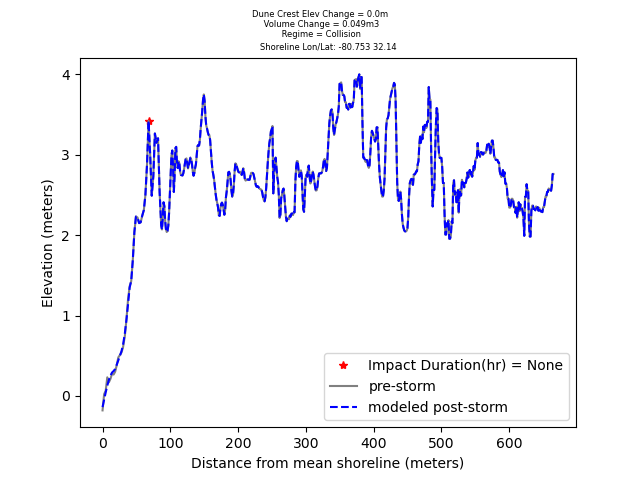 Dune Crest Elev Change = 0.0m
Volume Change = 0.049m3
Regime = Collision
Shoreline Lon/Lat: -80.753 32.14
4
3
2
1
0
Elevation (meters)
Impact Duration(hr) = None
pre-storm
modeled post-storm
0 100 200 300 400 500 600
Distance from mean shoreline (meters)